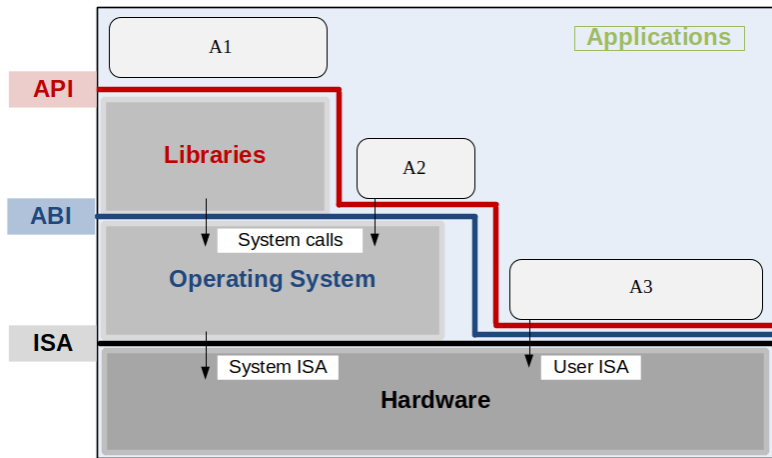 A1
Applications
API
Libraries
A2
ABI
System calls
Operating System
A3
ISA
System ISA
User ISA
Hardware